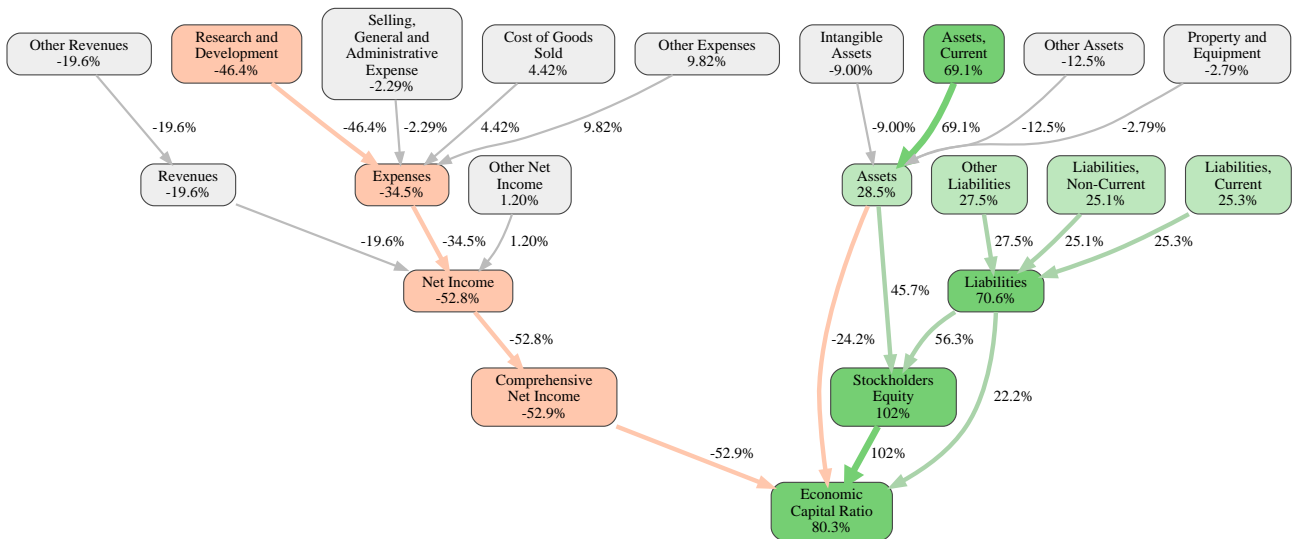 Other Revenues
-19.6%
Research and
Development
-46.4%
Selling,
General and
Administrative
Expense
-2.29%
Cost of Goods
Sold
4.42%
Other Expenses
9.82%
Intangible
Assets
-9.00%
Assets,
Current
69.1%
Other Assets
-12.5%
Property and
Equipment
-2.79%
-19.6%
-46.4%
-2.29%
4.42%
9.82%
-9.00%
69.1%
-12.5%
-2.79%
Revenues
-19.6%
Expenses
-34.5%
Other Net
Income
1.20%
Assets
28.5%
Other
Liabilities
27.5%
Liabilities,
Non-Current
25.1%
Liabilities,
Current
25.3%
-19.6%
-34.5%
1.20%
27.5%
25.1%
25.3%
Net Income
-52.8%
45.7%
Liabilities
70.6%
-52.8%
-24.2%
56.3%
Comprehensive
Net Income
-52.9%
Stockholders
Equity
102%
22.2%
-52.9%
102%
Economic
Capital Ratio
80.3%